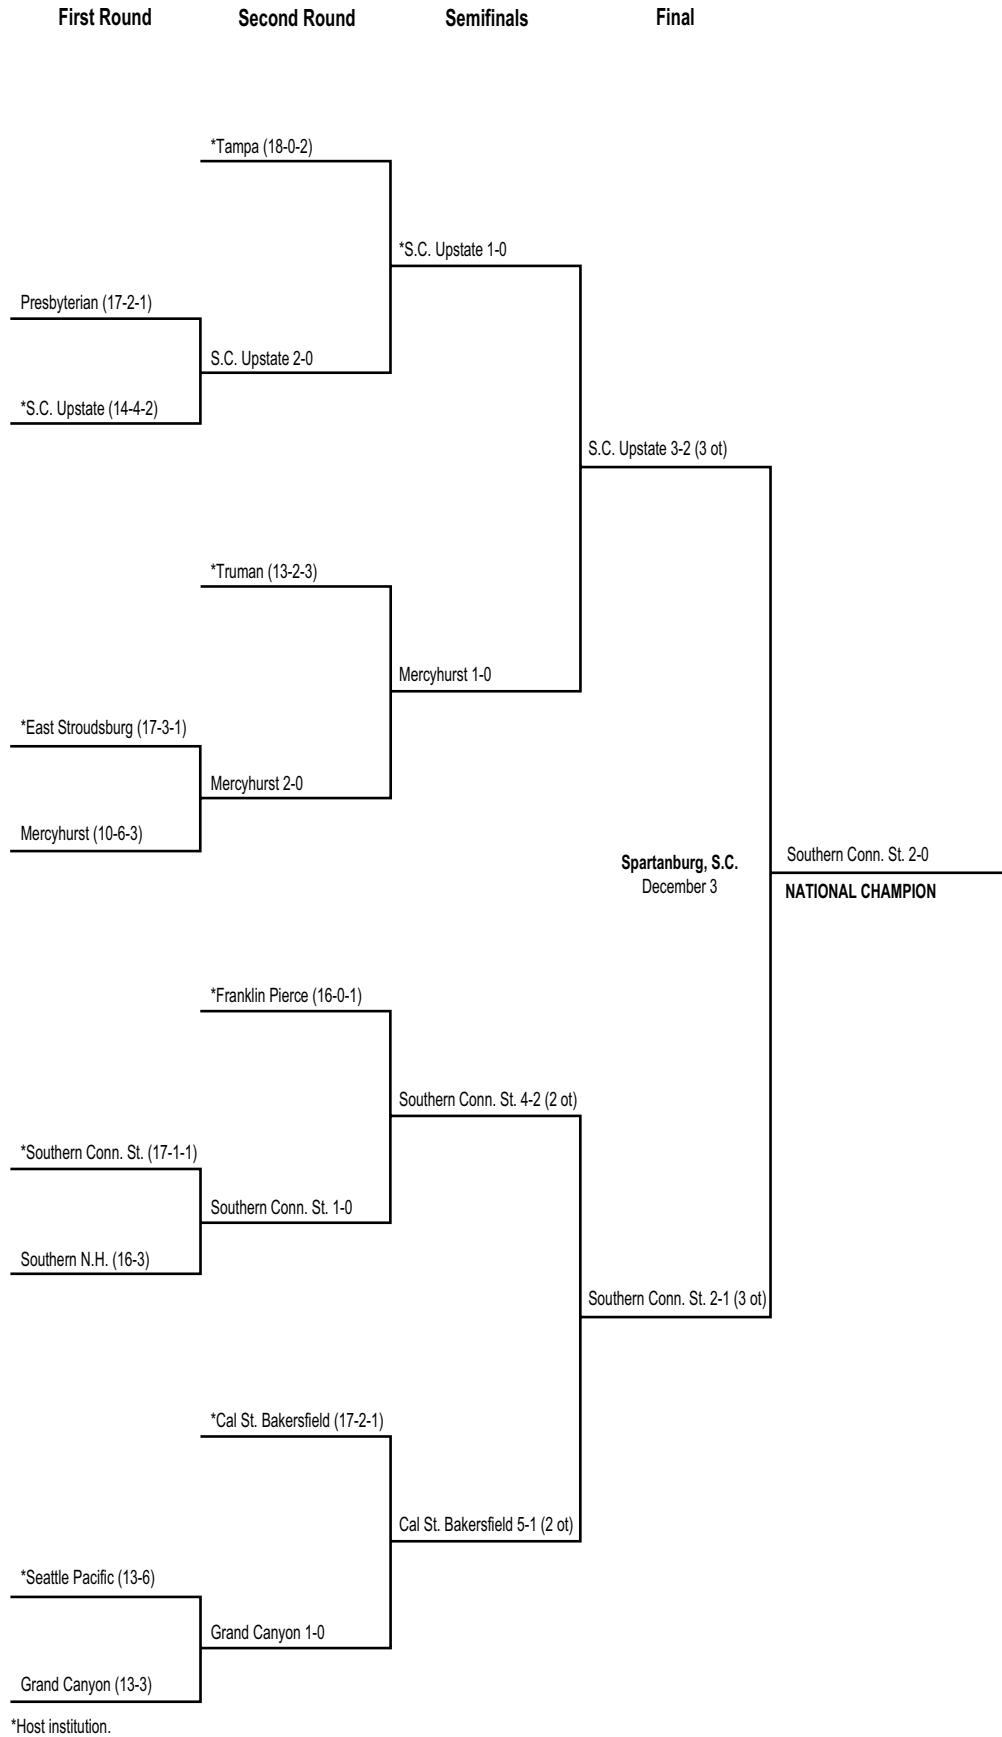 First Round Second Round Semifinals Final
*Tampa (18-0-2)
*S.C. Upstate 1-0
Presbyterian (17-2-1)
S.C. Upstate 2-0
*S.C. Upstate (14-4-2)
S.C. Upstate 3-2 (3 ot)
*Truman (13-2-3)
Mercyhurst 1-0
*East Stroudsburg (17-3-1)
Mercyhurst 2-0
Mercyhurst (10-6-3)
Spartanburg, S.C.
December 3
Southern Conn. St. 2-0
NATIONAL CHAMPION
*Franklin Pierce (16-0-1)
Southern Conn. St. 4-2 (2 ot)
*Southern Conn. St. (17-1-1)
Southern Conn. St. 1-0
Southern N.H. (16-3)
Southern Conn. St. 2-1 (3 ot)
*Cal St. Bakersfield (17-2-1)
Cal St. Bakersfield 5-1 (2 ot)
*Seattle Pacific (13-6)
Grand Canyon 1-0
Grand Canyon (13-3)
*Host institution.